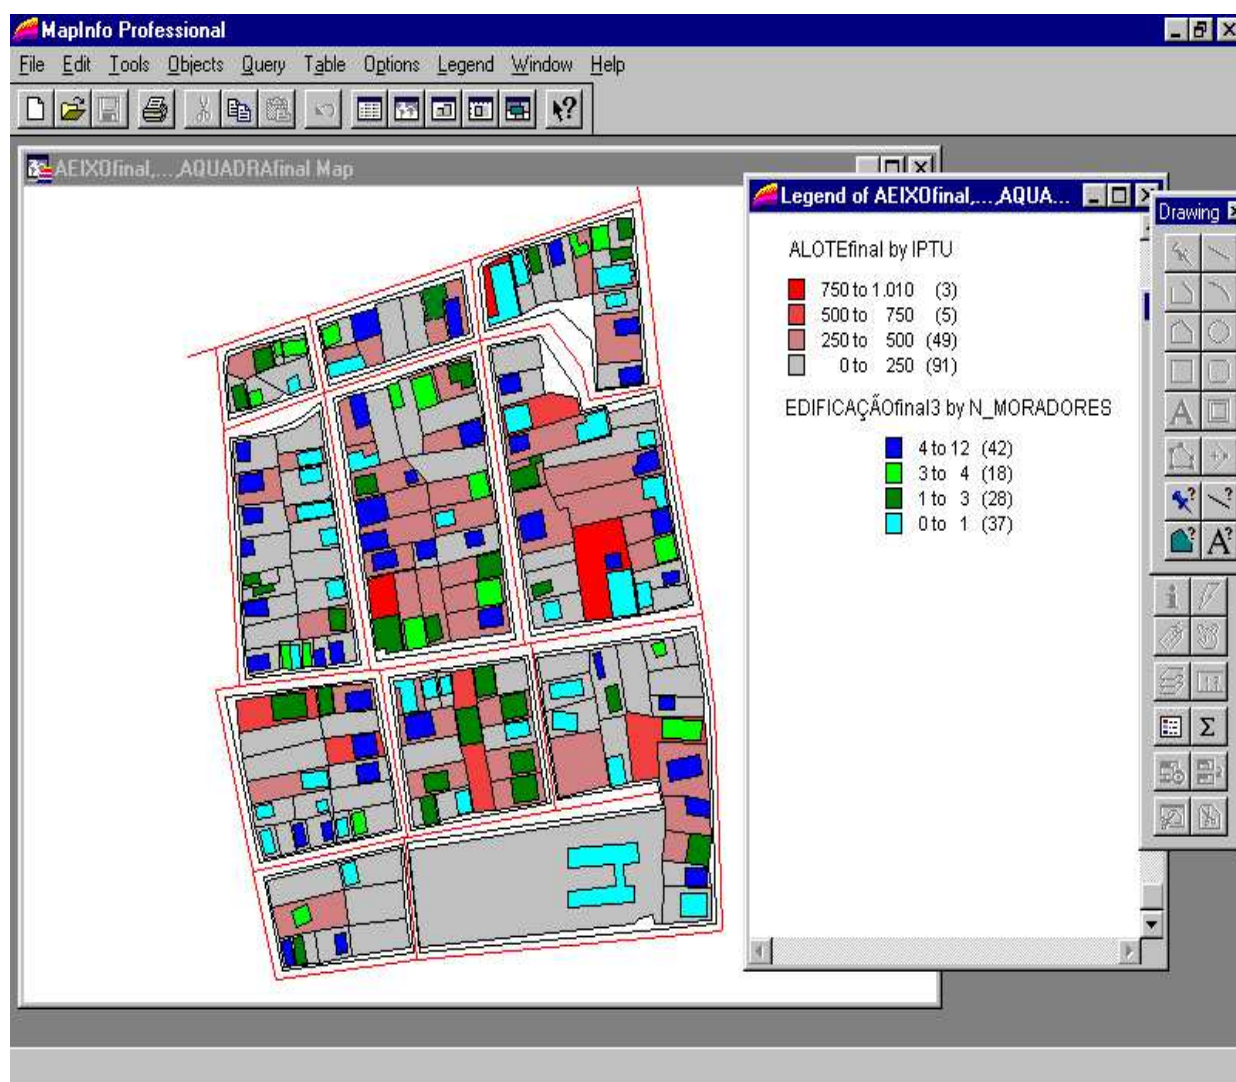 MapInfo Professional
File Edit Tools Objects Query Table Options Legend Window Help
AEIXOfinal,...,AQUADRAfinal Map
Legend of AEIXOfinal,...,AQUA...
Drawing
ALOTEfinal by IPTU
750 to 1.010 (3)
500 to 750 (5)
250 to 500 (49)
0 to 250 (91)
EDIFICAÇÃOfinal3 by N_MORADORES
4 to 12 (42)
3 to 4 (18)
1 to 3 (28)
0 to 1 (37)